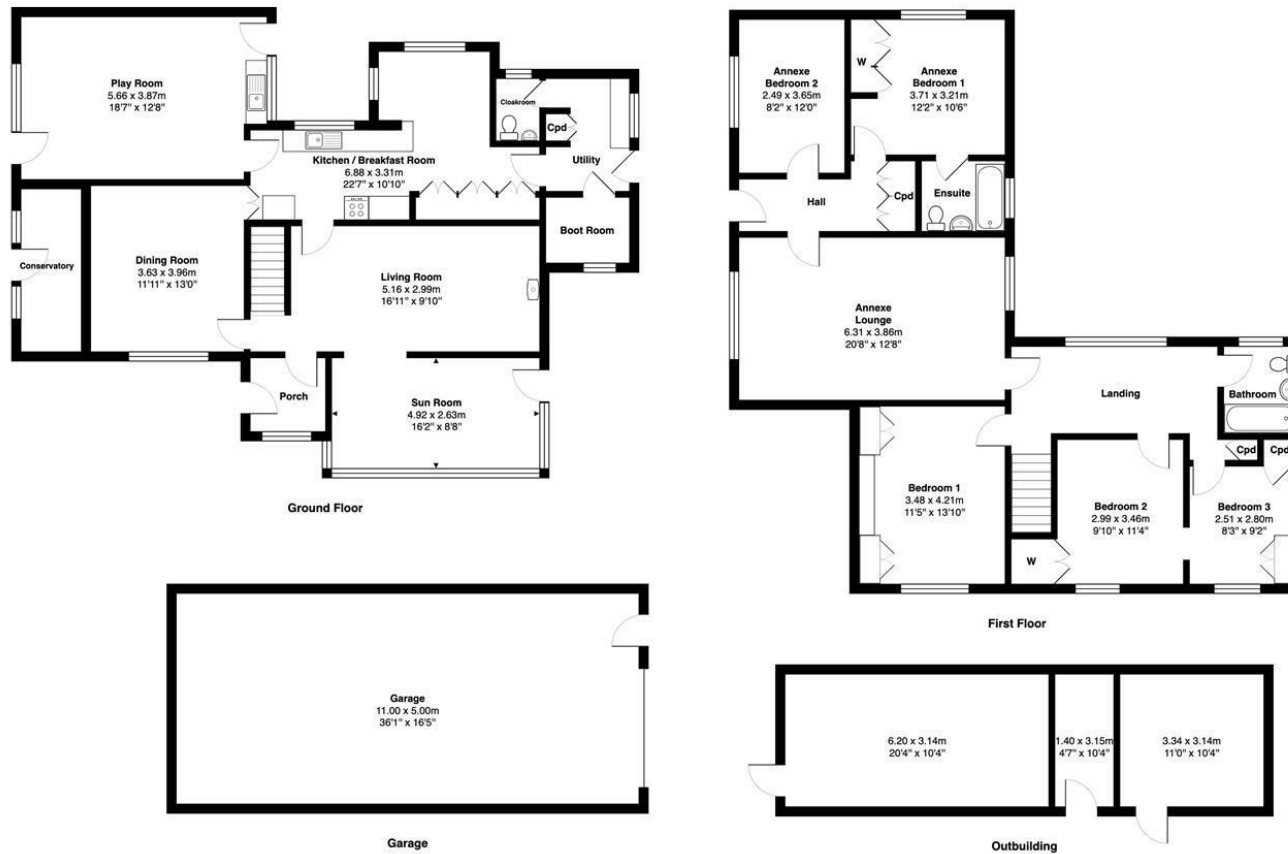 Play Room
5.66 x 3.87m
18'7" x 12'8"
Cloakroom
Cpd
Utility
Kitchen / Breakfast Room
6.88 x 3.31m
22'7" x 10'10"
Boot Room
Conservatory
Dining Room
3.63 x 3.96m
11'11" x 13'0"
Living Room
5.16 x 2.99m
16'11" x 9'10"
Porch
Sun Room
4.92 x 2.63m
16'2" x 8'8"
Ground Floor
Annexe
Bedroom 2
2.49 x 3.65m
8'2" x 12'0"
W
Annexe
Bedroom 1
3.71 x 3.21m
12'2" x 10'6"
Hall
Cpd
Ensuite
Annexe
Lounge
6.31 x 3.86m
20'8" x 12'8"
Landing
Bathroom
Bedroom 1
3.48 x 4.21m
11'5" x 13'10"
W
Bedroom 2
2.99 x 3.46m
9'10" x 11'4"
Cpd
Cpd
Bedroom 3
2.51 x 2.80m
8'3" x 9'2"
First Floor
Garage
11.00 x 5.00m
36'1" x 16'5"
Garage
6.20 x 3.14m
20'4" x 10'4"
1.40 x 3.15m
4'7" x 10'4"
3.34 x 3.14m
11'0" x 10'4"
Outbuilding